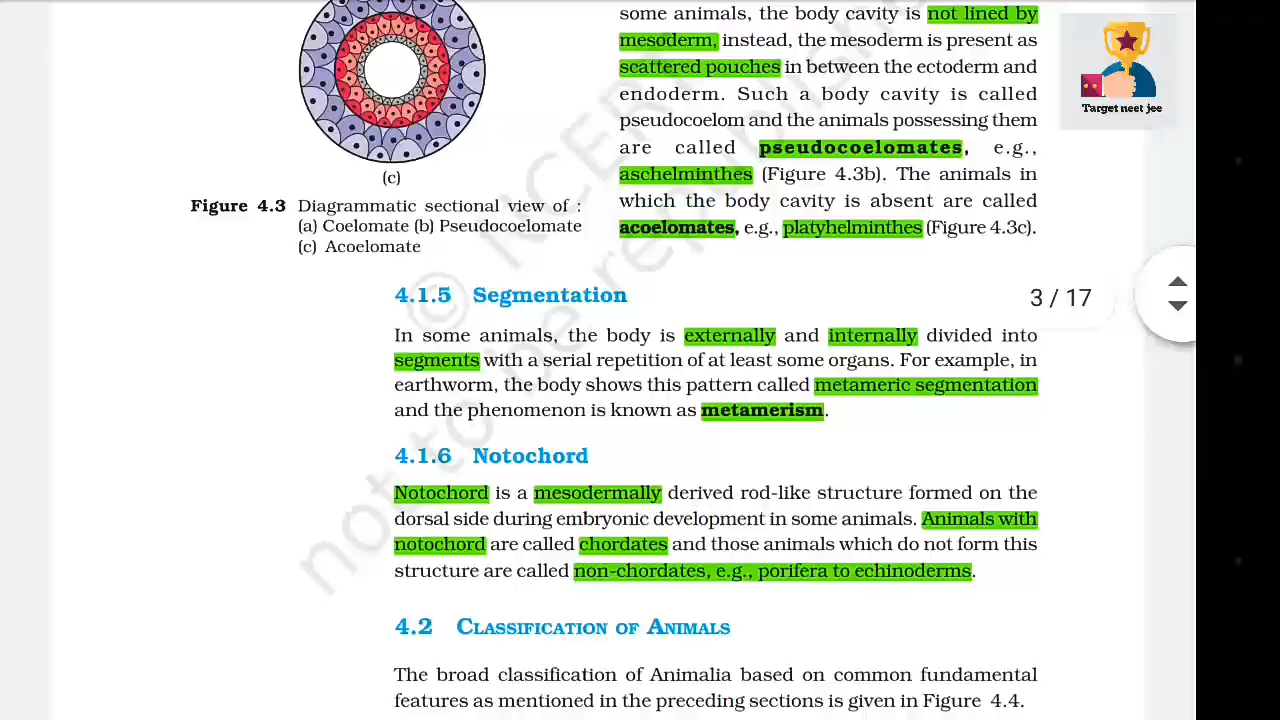 some animals, the body cavity is not lined by
mesoderm, instead, the mesoderm is present as
scattered pouches in between the ectoderm and
endoderm. Such a body cavity is called
pseudocoelom and the animals possessing them
are called pseudocoelomates, e.g.,
aschelminthes (Figure 4.3b). The animals in
which the body cavity is absent are called
acoelomates, e.g., platyhelminthes (Figure 4.3c).
(c)
Figure 4.3 Diagrammatic sectional view of :
(a) Coelomate (b) Pseudocoelomate
(c) Acoelomate
Target neet jee
4.1.5 Segmentation
3 / 17
In some animals, the body is externally and internally divided into
segments with a serial repetition of at least some organs. For example, in
earthworm, the body shows this pattern called metameric segmentation
and the phenomenon is known as metamerism.
4.1.6 Notochord
Notochord is a mesodermally derived rod-like structure formed on the
dorsal side during embryonic development in some animals. Animals with
notochord are called chordates and those animals which do not form this
structure are called non-chordates, e.g., porifera to echinoderms.
4.2 CLASSIFICATION OF ANIMALS
The broad classification of Animalia based on common fundamental
features as mentioned in the preceding sections is given in Figure 4.4.
not to be republished